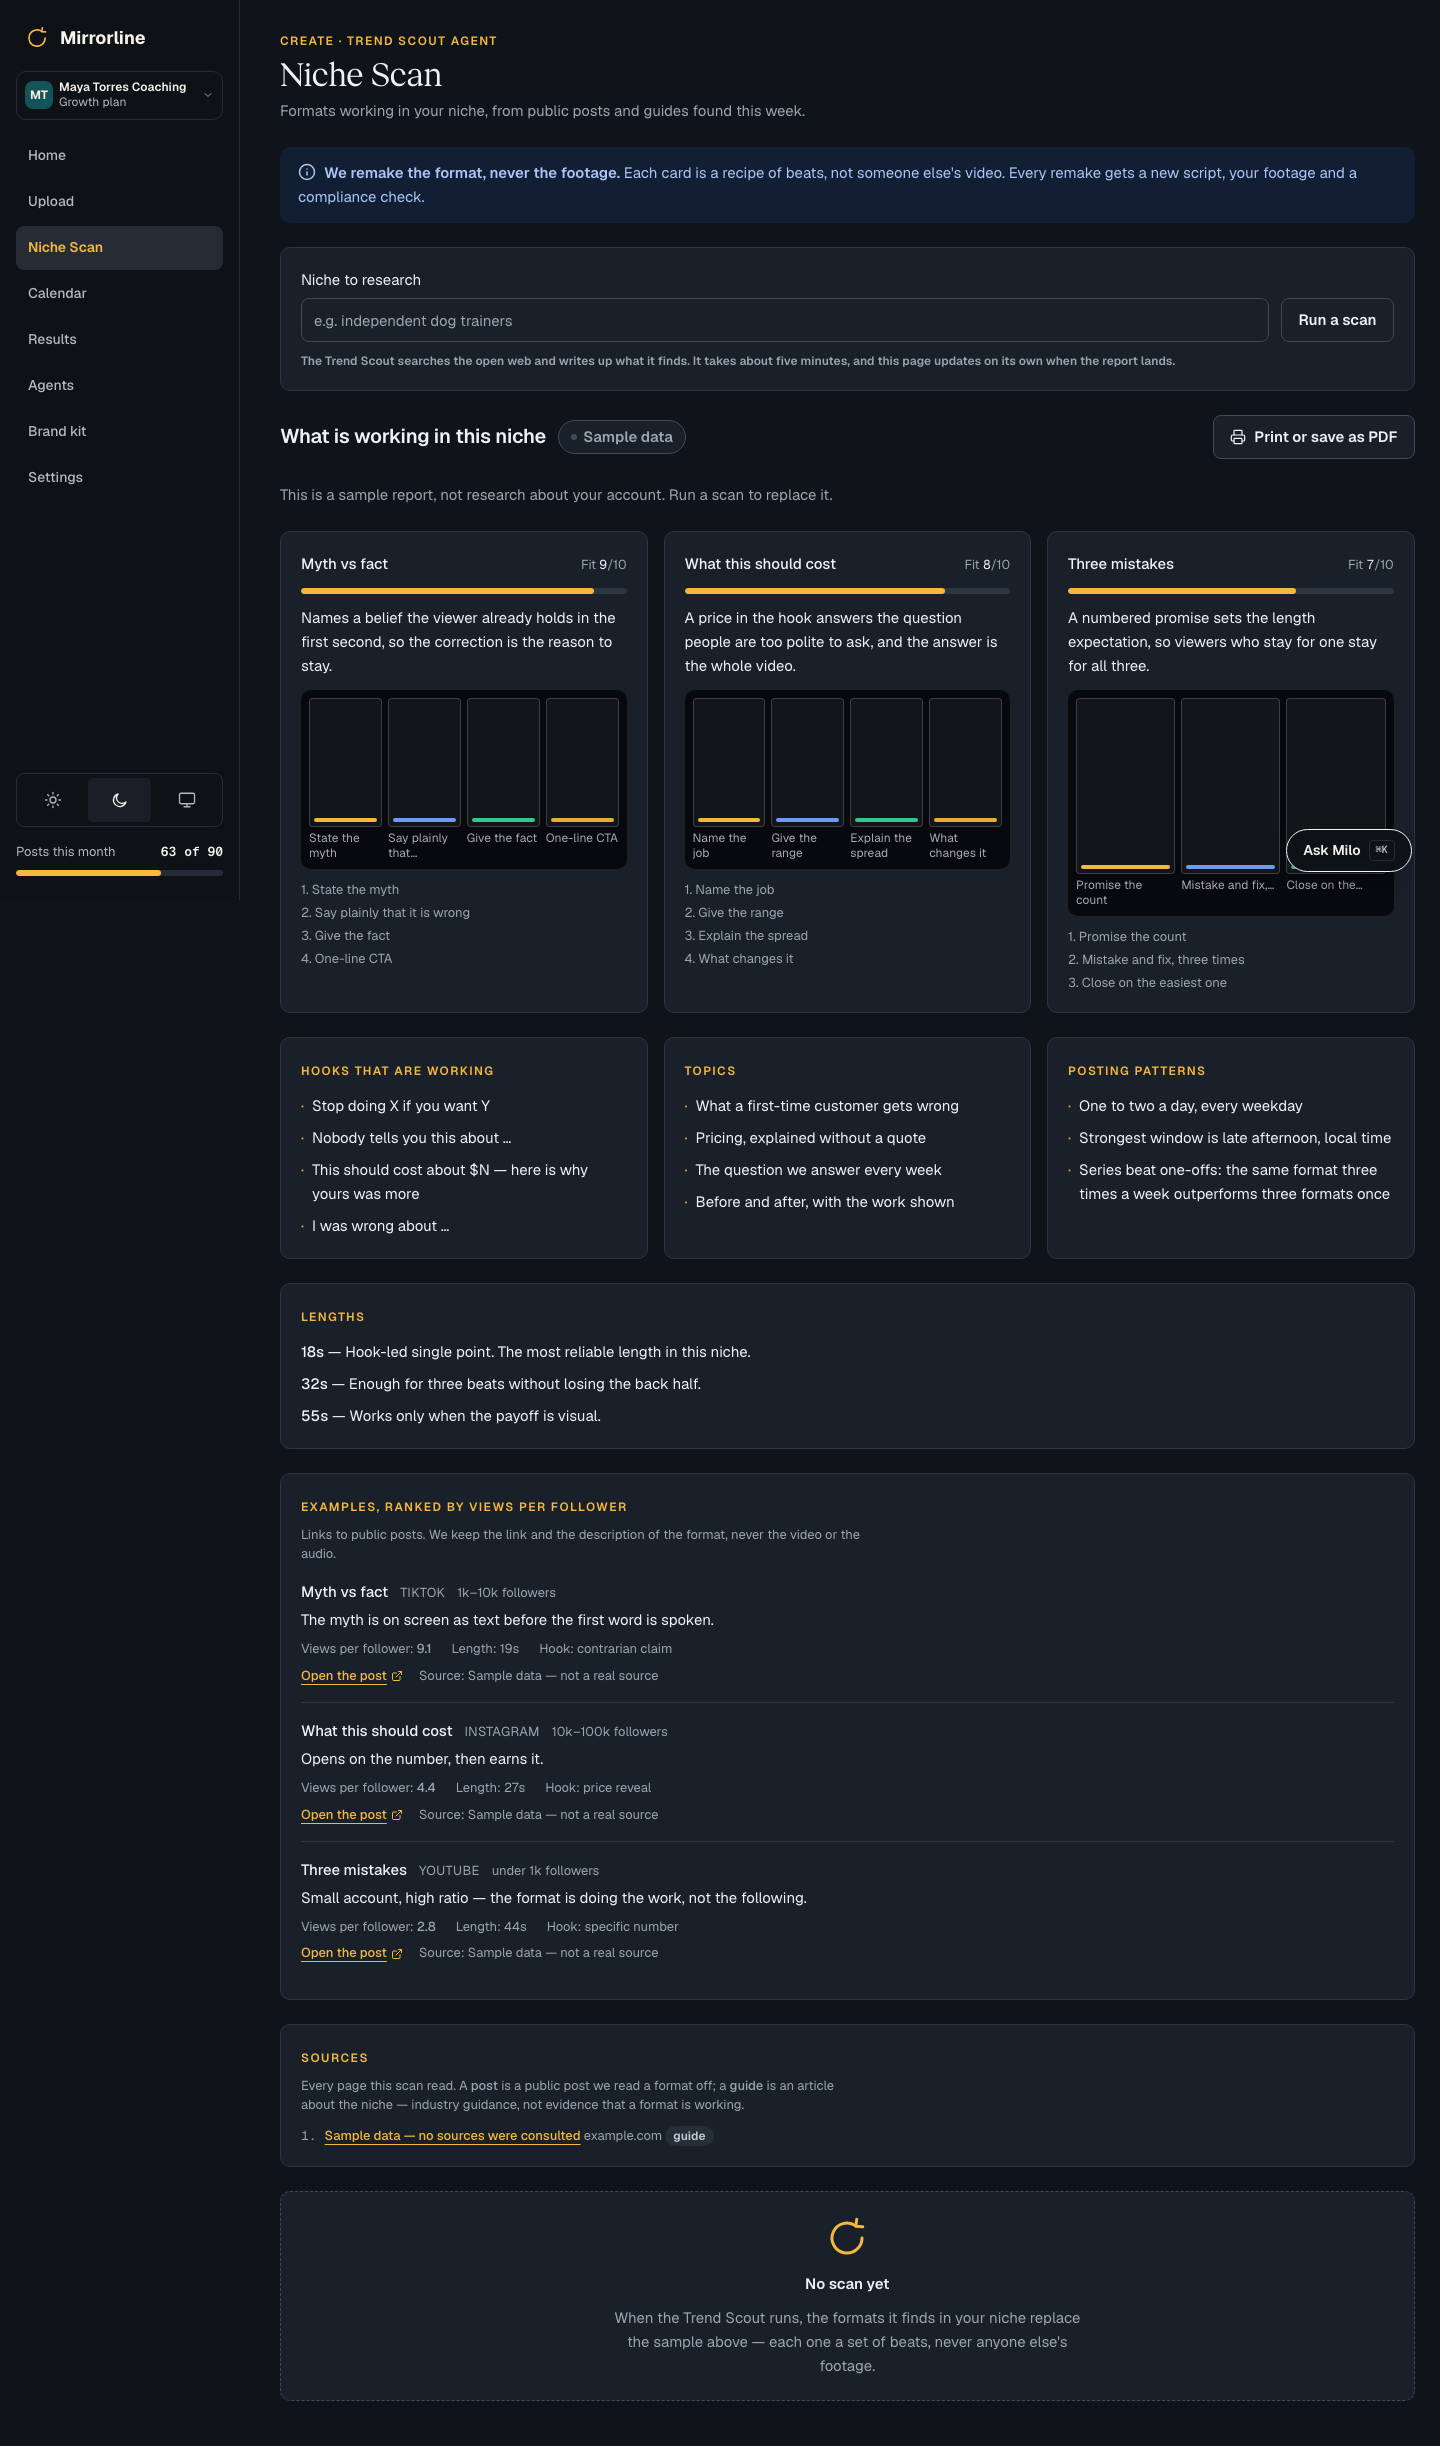 Mirrorline
MT
Maya Torres Coaching
Growth plan
Home
Upload
Niche Scan
Calendar
Results
Agents
Brand kit
Settings
Posts this month 63 of 90
CREATE · TREND SCOUT AGENT
Niche Scan
Formats working in your niche, from public posts and guides found this week.
We remake the format, never the footage. Each card is a recipe of beats, not someone else's video. Every remake gets a new script, your footage and a
compliance check.
Niche to research
e.g. independent dog trainers
Run a scan
The Trend Scout searches the open web and writes up what it finds. It takes about five minutes, and this page updates on its own when the report lands.
What is working in this niche
Sample data
Print or save as PDF
This is a sample report, not research about your account. Run a scan to replace it.
Myth vs fact Fit 9/10
Names a belief the viewer already holds in the
first second, so the correction is the reason to
stay.
State the
myth
Say plainly
that…
Give the fact
One-line CTA
1. State the myth
2. Say plainly that it is wrong
3. Give the fact
4. One-line CTA
What this should cost Fit 8/10
A price in the hook answers the question
people are too polite to ask, and the answer is
the whole video.
Name the
job
Give the
range
Explain the
spread
What
changes it
1. Name the job
2. Give the range
3. Explain the spread
4. What changes it
Three mistakes Fit 7/10
A numbered promise sets the length
expectation, so viewers who stay for one stay
for all three.
Promise the
count
Mistake and fix,…
Close on the…
Ask Milo ⌘K
1. Promise the count
2. Mistake and fix, three times
3. Close on the easiest one
HOOKS THAT ARE WORKING
· Stop doing X if you want Y
· Nobody tells you this about …
· This should cost about $N — here is why
yours was more
· I was wrong about …
TOPICS
· What a first-time customer gets wrong
· Pricing, explained without a quote
· The question we answer every week
· Before and after, with the work shown
POSTING PATTERNS
· One to two a day, every weekday
· Strongest window is late afternoon, local time
· Series beat one-offs: the same format three
times a week outperforms three formats once
LENGTHS
18s — Hook-led single point. The most reliable length in this niche.
32s — Enough for three beats without losing the back half.
55s — Works only when the payoff is visual.
EXAMPLES, RANKED BY VIEWS PER FOLLOWER
Links to public posts. We keep the link and the description of the format, never the video or the
audio.
Myth vs fact TIKTOK 1k–10k followers
The myth is on screen as text before the first word is spoken.
Views per follower: 9.1 Length: 19s Hook: contrarian claim
Open the post Source: Sample data — not a real source
What this should cost INSTAGRAM 10k–100k followers
Opens on the number, then earns it.
Views per follower: 4.4 Length: 27s Hook: price reveal
Open the post Source: Sample data — not a real source
Three mistakes YOUTUBE under 1k followers
Small account, high ratio — the format is doing the work, not the following.
Views per follower: 2.8 Length: 44s Hook: specific number
Open the post Source: Sample data — not a real source
SOURCES
Every page this scan read. A post is a public post we read a format off; a guide is an article
about the niche — industry guidance, not evidence that a format is working.
1. Sample data — no sources were consulted example.com guide
No scan yet
When the Trend Scout runs, the formats it finds in your niche replace
the sample above — each one a set of beats, never anyone else's
footage.